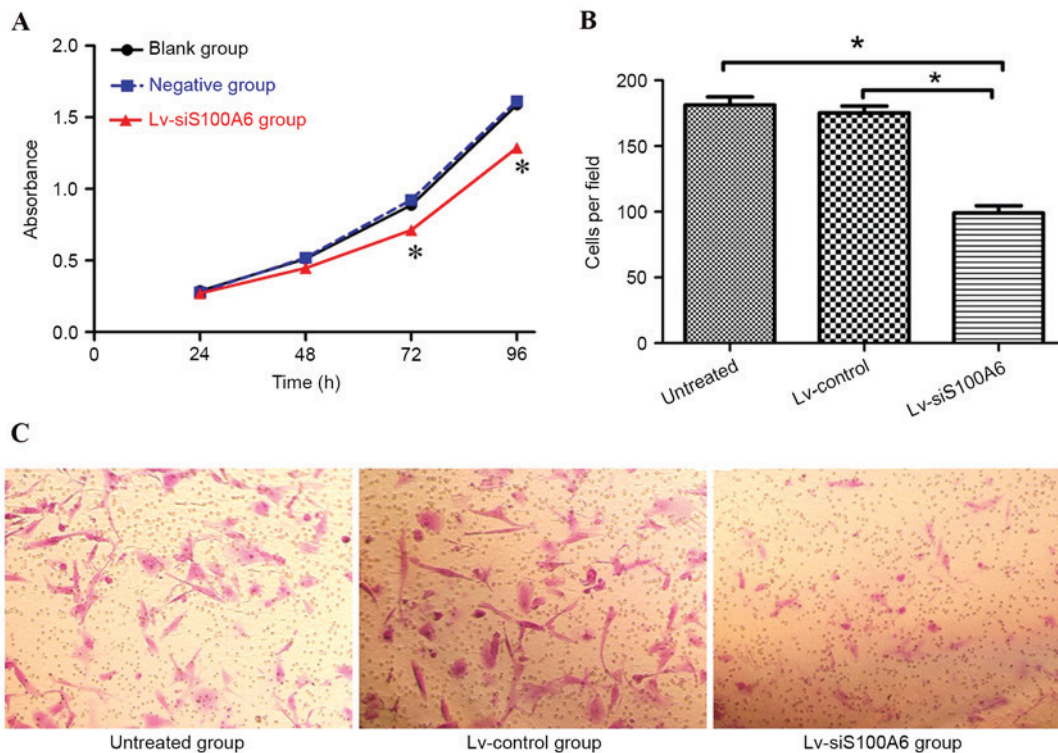 A
Blank group
Negative group
Lv-siS100A6 group
2.0
1.5
1.0
0.5
0.0
Absorbance
*
*
0 24 48 72 96
Time (h)
B
*
*
200
150
100
50
0
Cells per field
Untreated
Lv-control
Lv-siS100A6
C
Untreated group
Lv-control group
Lv-siS100A6 group